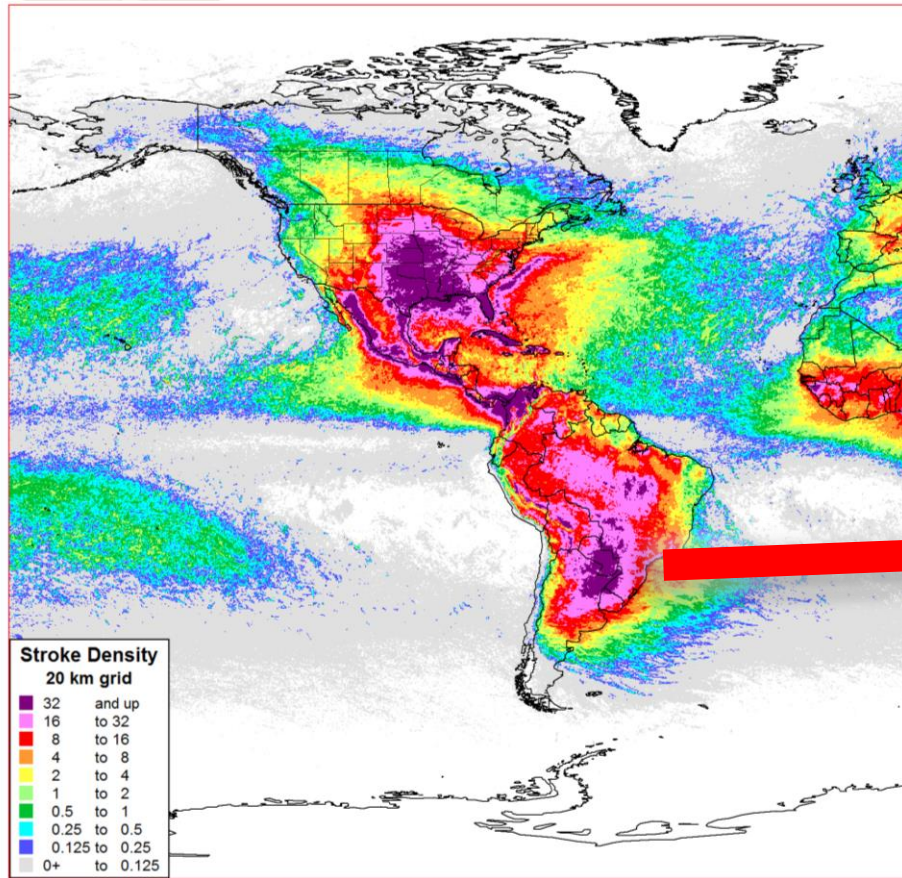 Stroke Density
20 km grid
32 and up
16 to 32
8 to 16
4 to 8
2 to 4
1 to 2
0.5 to 1
0.25 to 0.5
0.125 to 0.25
0+ to 0.125